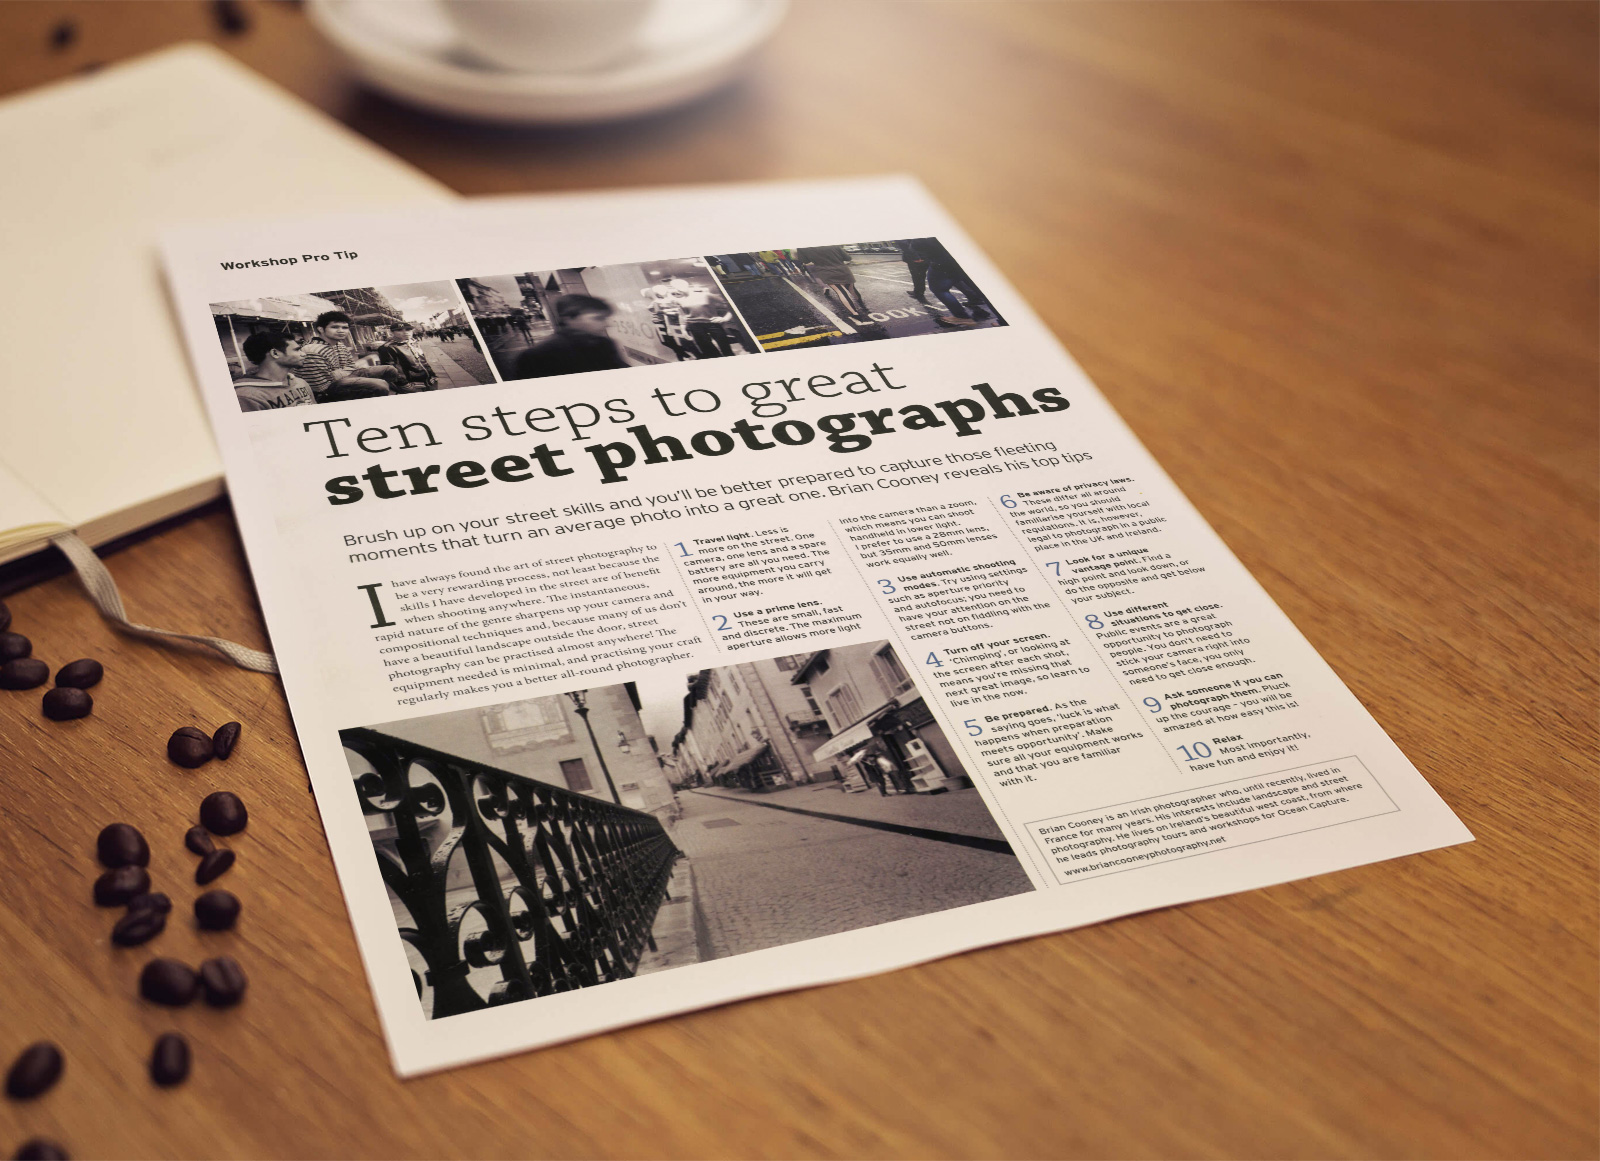 Workshop Pro Tip
MALIE
25% OFF
LOOK
Ten steps to great
street photographs
Brush up on your street skills and you'll be better prepared to capture those fleeting
moments that turn an average photo into a great one. Brian Cooney reveals his top tips
I have always found the art of street photography to
be a very rewarding process, not least because the
skills I have developed in the street are of benefit
when shooting anywhere. The instantaneous,
rapid nature of the genre sharpens up your camera and
compositional techniques and, because many of us don't
have a beautiful landscape outside the door, street
photography can be practised almost anywhere! The
equipment needed is minimal, and practising your craft
regularly makes you a better all-round photographer.
1 Travel light. Less is
more on the street. One
camera, one lens and a spare
battery are all you need. The
more equipment you carry
around, the more it will get
in your way.
2 Use a prime lens.
These are small, fast
and discrete. The maximum
aperture allows more light
into the camera than a zoom,
which means you can shoot
handheld in lower light.
I prefer to use a 28mm lens,
but 35mm and 50mm lenses
work equally well.
3 Use automatic shooting
modes. Try using settings
such as aperture priority
and autofocus; you need to
have your attention on the
street not on fiddling with the
camera buttons.
4 Turn off your screen.
'Chimping', or looking at
the screen after each shot,
means you're missing that
next great image, so learn to
live in the now.
5 Be prepared. As the
saying goes, 'luck is what
happens when preparation
meets opportunity'. Make
sure all your equipment works
and that you are familiar
with it.
6 Be aware of privacy laws.
These differ all around
the world, so you should
familiarise yourself with local
regulations. It is, however,
legal to photograph in a public
place in the UK and Ireland.
7 Look for a unique
vantage point. Find a
high point and look down, or
do the opposite and get below
your subject.
8 Use different
situations to get close.
Public events are a great
opportunity to photograph
people. You don't need to
stick your camera right into
someone's face, you only
need to get close enough.
9 Ask someone if you can
photograph them. Pluck
up the courage - you will be
amazed at how easy this is!
10 Relax
Most importantly,
have fun and enjoy it!
Brian Cooney is an Irish photographer who, until recently, lived in
France for many years. His interests include landscape and street
photography. He lives on Ireland's beautiful west coast, from where
he leads photography tours and workshops for Ocean Capture.
www.briancooneyphotography.net